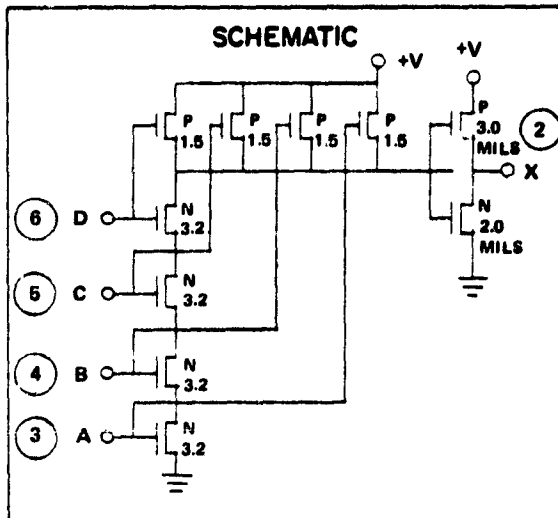 SCHEMATIC
+V
+V
P
1.5
P
1.5
P
1.5
P
1.5
P
3.0
MILS
2
X
6 D
N
3.2
N
2.0
MILS
5 C
N
3.2
4 B
N
3.2
3 A
N
3.2